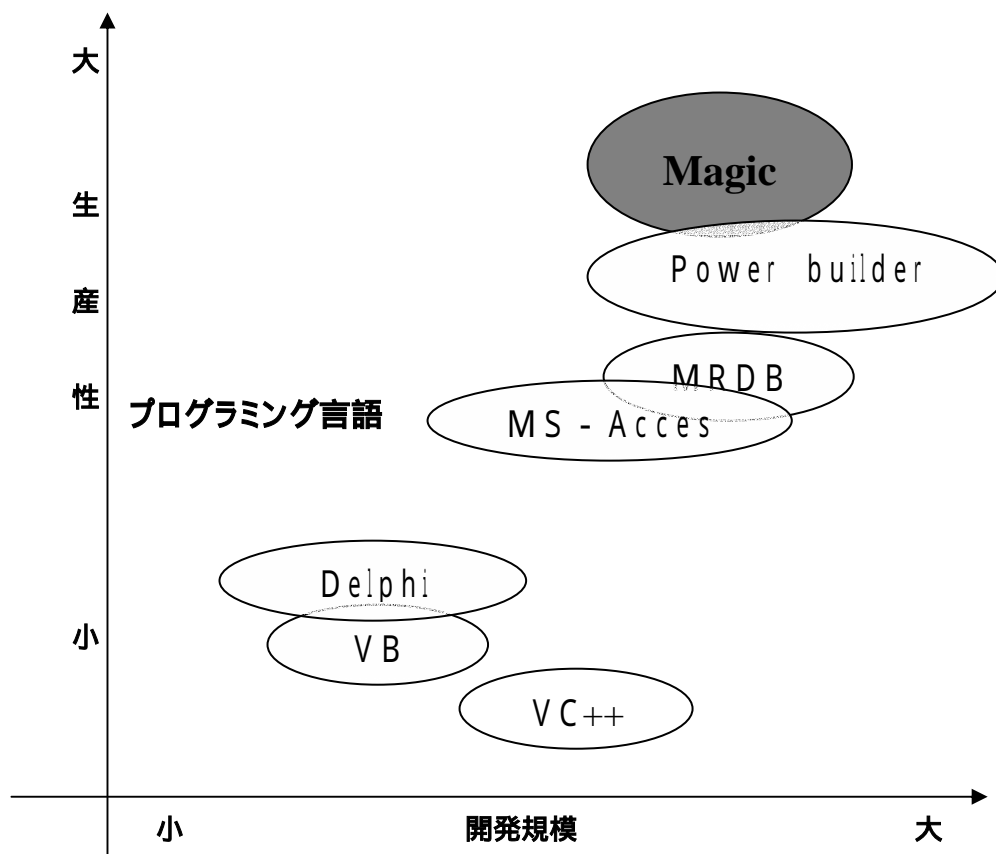 大
生
産
性
小
Magic
Power builder
MRDB
プログラミング言語
MS - Acces
Delphi
VB
VC++
小 開発規模 大